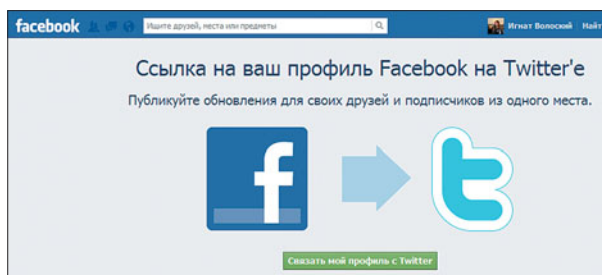 facebook Ищите друзей, места или предметы Игнат Волоский Найт
Ссылка на ваш профиль Facebook на Twitter'е
Публикуйте обновления для своих друзей и подписчиков из одного места.
f t
Связать мой профиль с Twitter